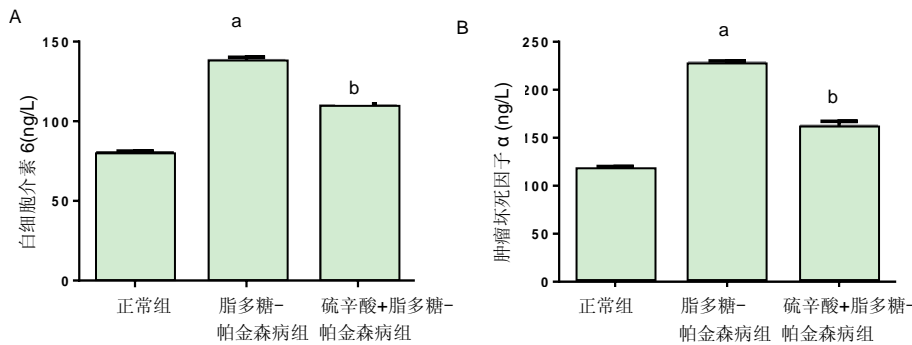 A
a
b
白细胞介素 6(ng/L)
150
100
50
0
正常组
脂多糖-
帕金森病组
硫辛酸+脂多糖-
帕金森病组
B
a
b
肿瘤坏死因子 α (ng/L)
250
200
150
100
50
0
正常组
脂多糖-
帕金森病组
硫辛酸+脂多糖-
帕金森病组